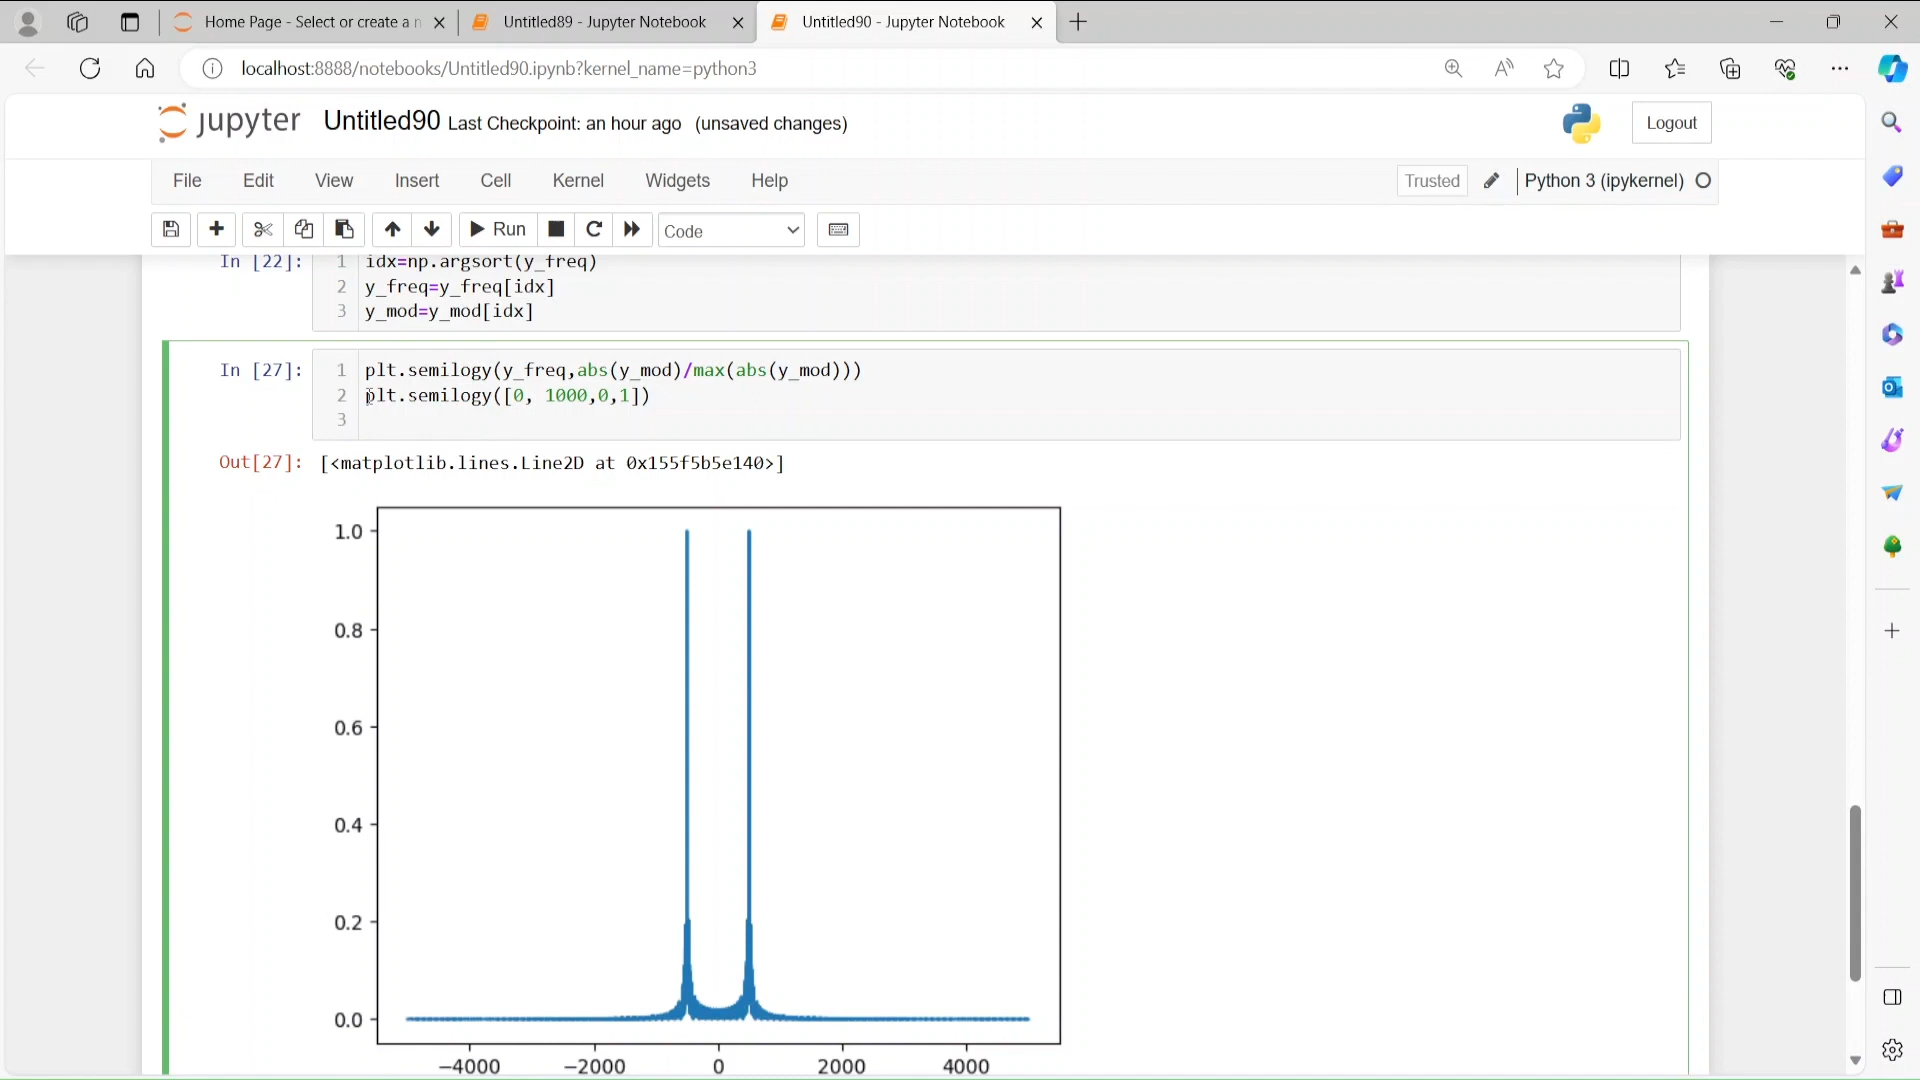 Home Page - Select or create a n
Untitled89 - Jupyter Notebook
Untitled90 - Jupyter Notebook
localhost:8888/notebooks/Untitled90.ipynb?kernel_name=python3
jupyter Untitled90 Last Checkpoint: an hour ago (unsaved changes)
Logout
File Edit View Insert Cell Kernel Widgets Help
Trusted
Python 3 (ipykernel)
Run
Code
In [22]:
1 idx=np.argsort(y_freq)
2 y_freq=y_freq[idx]
3 y_mod=y_mod[idx]
In [27]:
1 plt.semilogy(y_freq,abs(y_mod)/max(abs(y_mod)))
2 plt.semilogy([0, 1000,0,1])
3
Out[27]: [<matplotlib.lines.Line2D at 0x155f5b5e140>]
1.0
0.8
0.6
0.4
0.2
0.0
−4000 −2000 0 2000 4000